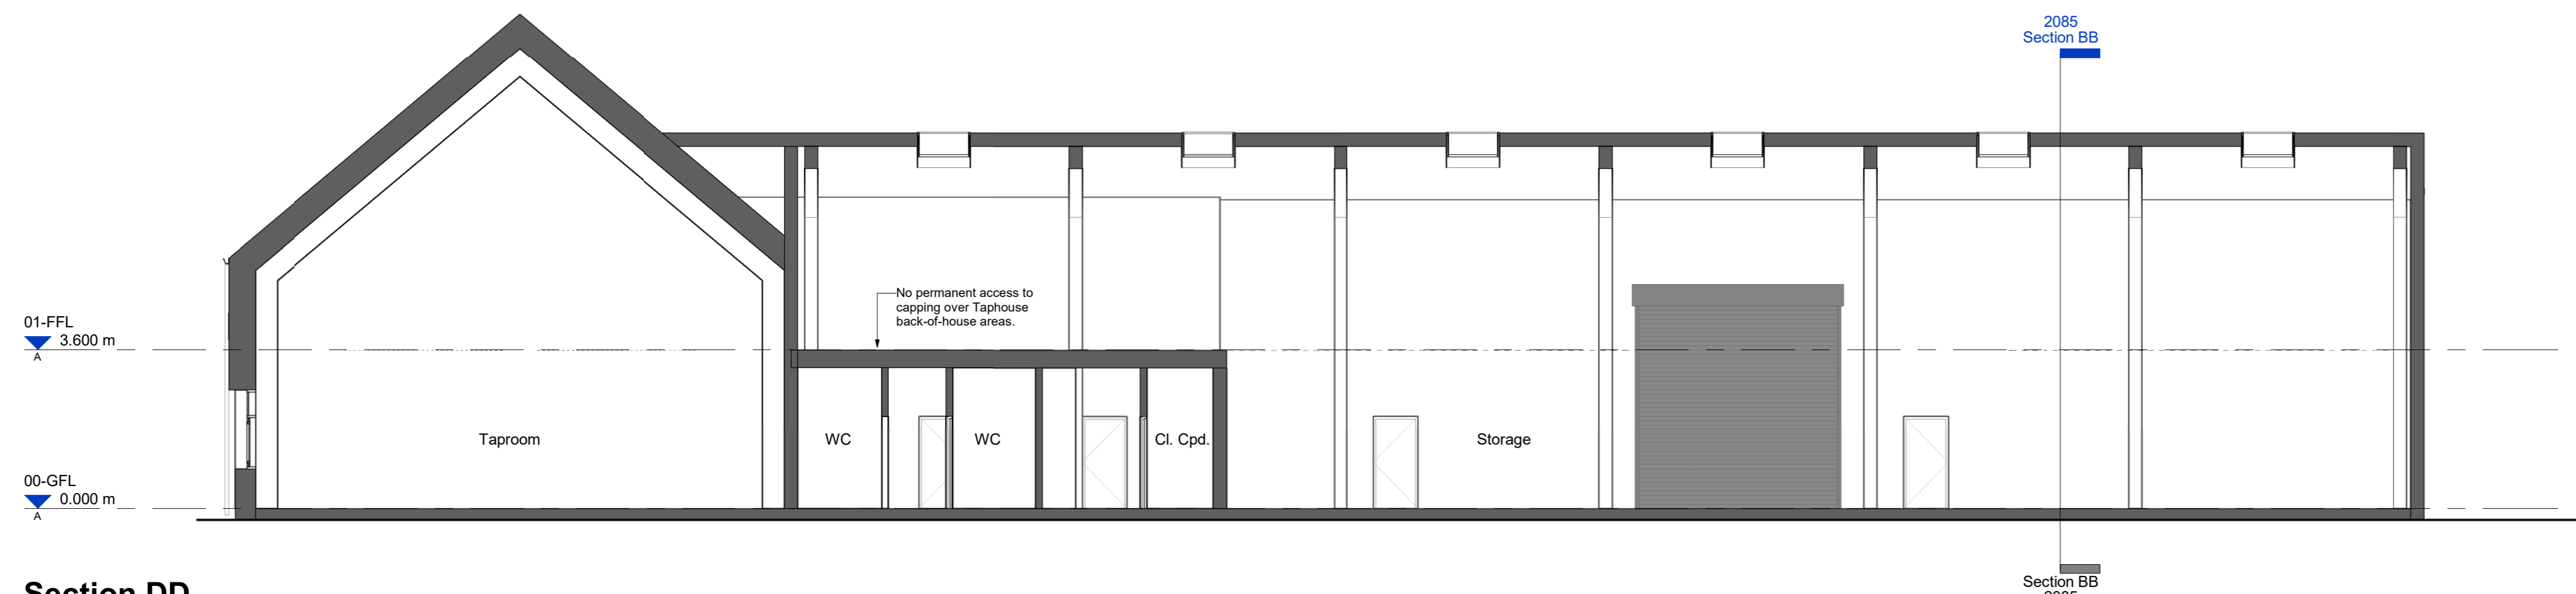 2085
Section BB
No permanent access to
capping over Taphouse
back-of-house areas.
01-FFL
3.600 m
A
Taproom
WC
WC
Cl. Cpd.
Storage
00-GFL
0.000 m
A
Section DD
Section BB
2085